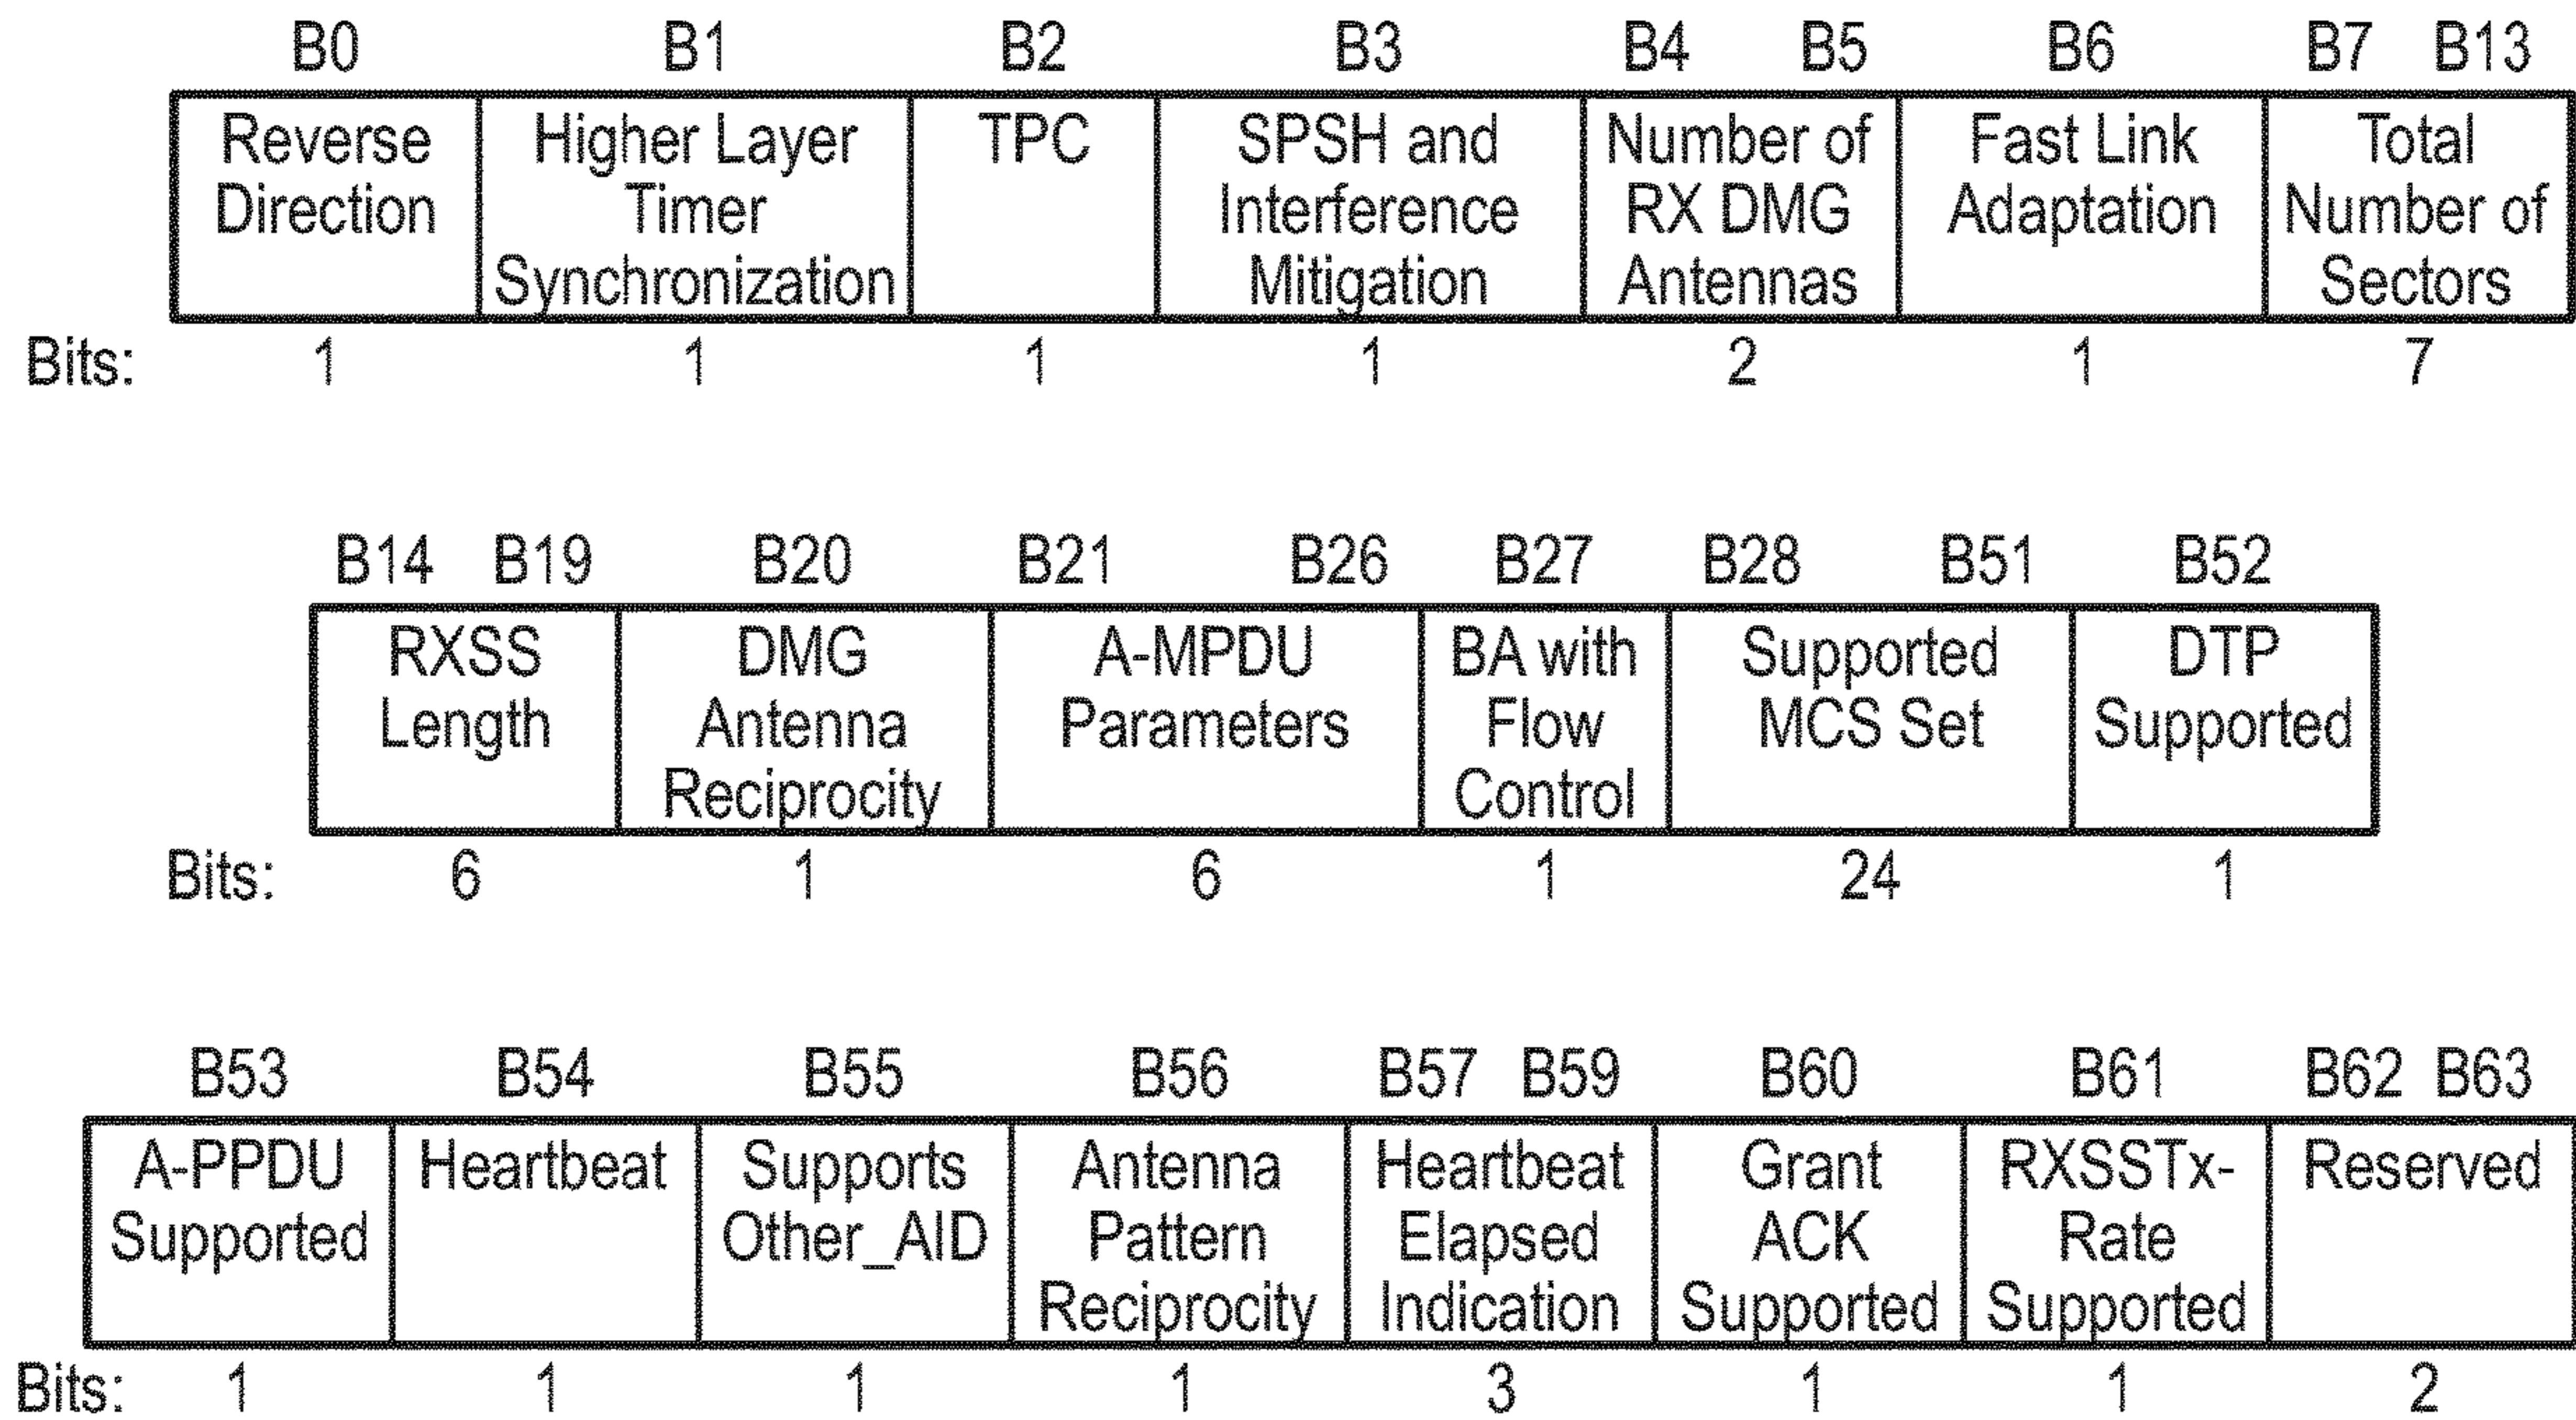 B0 B1 B2 B3 B4 B5 B6 B7 B13
Reverse Higher Layer TPC SPSH and Number of Fast Link Total
Direction Timer Interference RX DMG Adaptation Number of
Synchronization Mitigation Antennas Sectors
Bits: 1 1 1 1 2 1 7
B14 B19 B20 B21 B26 B27 B28 B51 B52
RXSS DMG A-MPDU BA with Supported DTP
Length Antenna Parameters Flow MCS Set Supported
Reciprocity Control
Bits: 6 1 6 1 24 1
B53 B54 B55 B56 B57 B59 B60 B61 B62 B63
A-PPDU Heartbeat Supports Antenna Heartbeat Grant RXSSTx- Reserved
Supported Other_AID Pattern Elapsed ACK Rate
Reciprocity Indication Supported Supported
Bits: 1 1 1 1 3 1 1 2